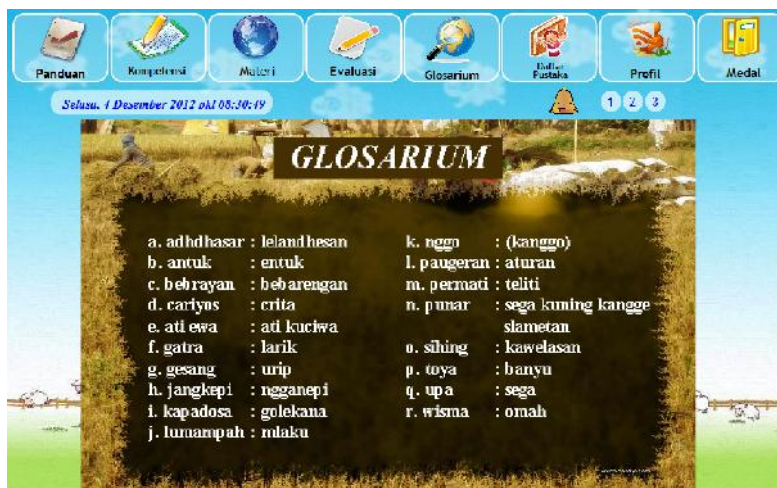 Panduan
Kompetensi
Materi
Evaluasi
Glosarium
Daftar
Pustaka
Profil
Medal
Selasa, 4 Desember 2012 pkl 08:30:49
1 2 3
GLOSARIUM
a. adhdhasar : lelandhesan
b. antuk : entuk
c. bebrayan : bebarengan
d. cariyos : crita
e. ati ewa : ati kuciwa
f. gatra : larik
g. gesang : urip
h. jangkepi : ngganepi
i. kapadosa : golekana
j. lumampah : mlaku
k. nggo : (kanggo)
l. paugeran : aturan
m. permati : teliti
n. punar : sega kuning kangge
slametan
o. sihing : kawelasan
p. toya : banyu
q. upa : sega
r. wisma : omah